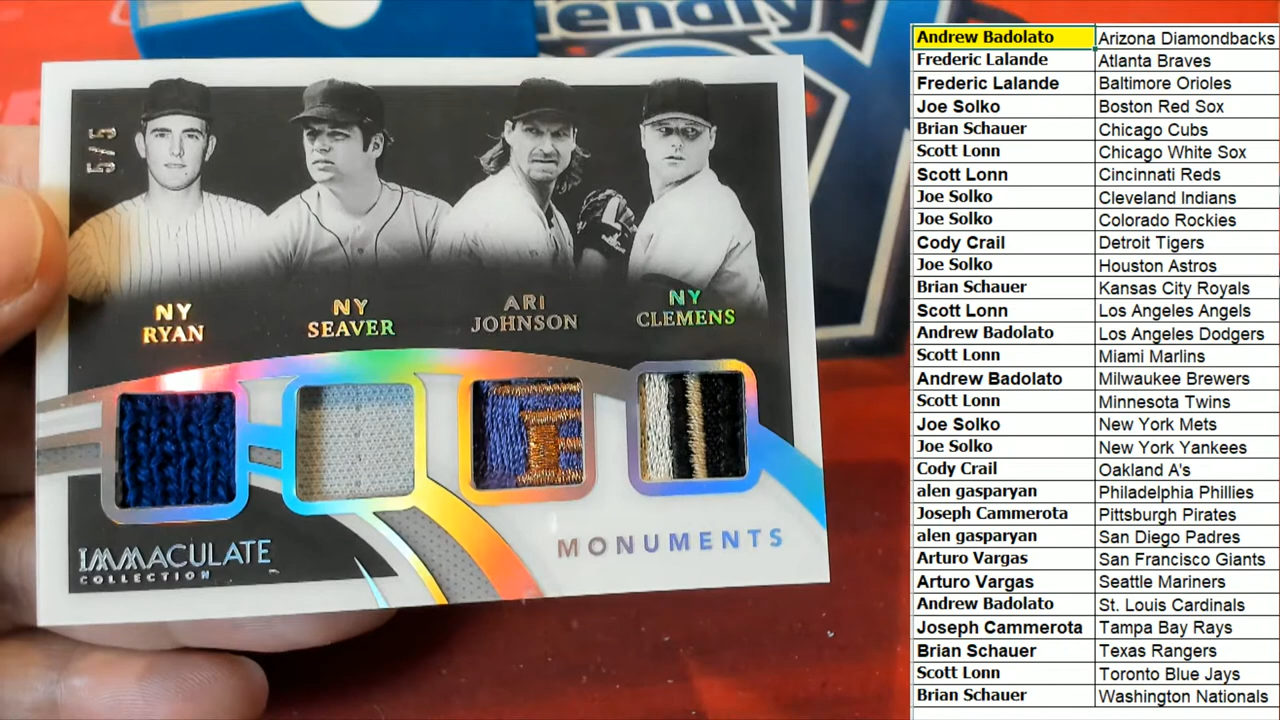 iendly
5/5
NY RYAN
NY SEAVER
ARI JOHNSON
NY CLEMENS
IMMACULATE
COLLECTION
MONUMENTS
Andrew Badolato Arizona Diamondbacks
Frederic Lalande Atlanta Braves
Frederic Lalande Baltimore Orioles
Joe Solko Boston Red Sox
Brian Schauer Chicago Cubs
Scott Lonn Chicago White Sox
Scott Lonn Cincinnati Reds
Joe Solko Cleveland Indians
Joe Solko Colorado Rockies
Cody Crail Detroit Tigers
Joe Solko Houston Astros
Brian Schauer Kansas City Royals
Scott Lonn Los Angeles Angels
Andrew Badolato Los Angeles Dodgers
Scott Lonn Miami Marlins
Andrew Badolato Milwaukee Brewers
Scott Lonn Minnesota Twins
Joe Solko New York Mets
Joe Solko New York Yankees
Cody Crail Oakland A's
alen gasparyan Philadelphia Phillies
Joseph Cammerota Pittsburgh Pirates
alen gasparyan San Diego Padres
Arturo Vargas San Francisco Giants
Arturo Vargas Seattle Mariners
Andrew Badolato St. Louis Cardinals
Joseph Cammerota Tampa Bay Rays
Brian Schauer Texas Rangers
Scott Lonn Toronto Blue Jays
Brian Schauer Washington Nationals